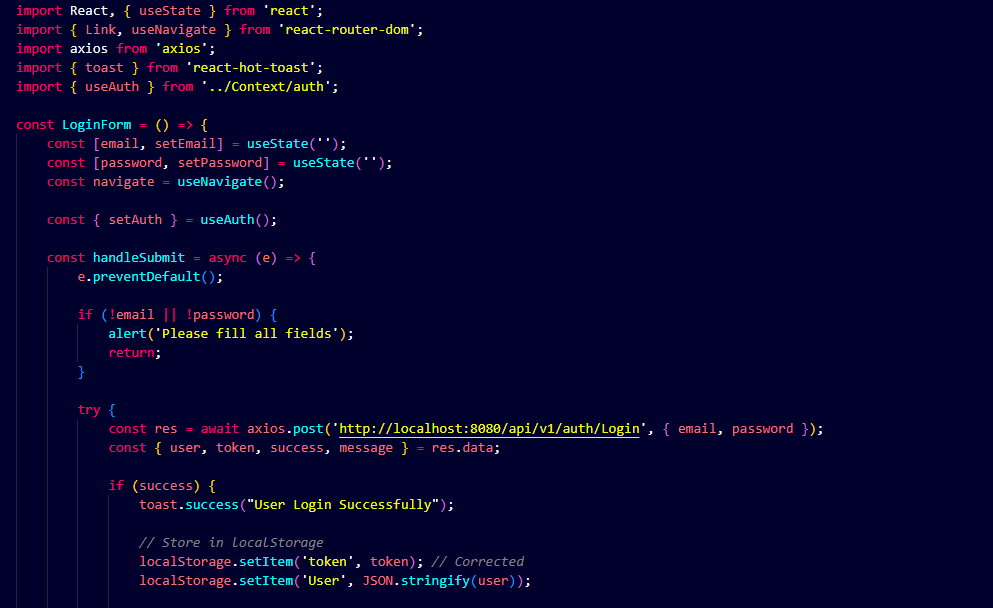 import React, { useState } from 'react';
import { Link, useNavigate } from 'react-router-dom';
import axios from 'axios';
import { toast } from 'react-hot-toast';
import { useAuth } from '../Context/auth';
const LoginForm = () => {
const [email, setEmail] = useState('');
const [password, setPassword] = useState('');
const navigate = useNavigate();
const { setAuth } = useAuth();
const handleSubmit = async (e) => {
e.preventDefault();
if (!email || !password) {
alert('Please fill all fields');
return;
}
try {
const res = await axios.post('http://localhost:8080/api/v1/auth/Login', { email, password });
const { user, token, success, message } = res.data;
if (success) {
toast.success("User Login Successfully");
// Store in localStorage
localStorage.setItem('token', token); // Corrected
localStorage.setItem('User', JSON.stringify(user));